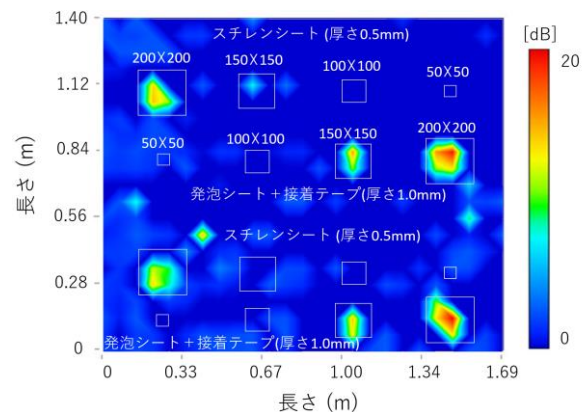 [dB]
20
0
1.40
1.12
0.84
0.56
0.28
0
長さ (m)
スチレンシート(厚さ0.5mm)
200X200
150X150
100X100
50X50
50X50
100X100
150X150
200X200
発泡シート+接着テープ(厚さ1.0mm)
スチレンシート(厚さ0.5mm)
発泡シート+接着テープ(厚さ1.0mm)
0
0.33
0.67
1.00
1.34
1.69
長さ (m)